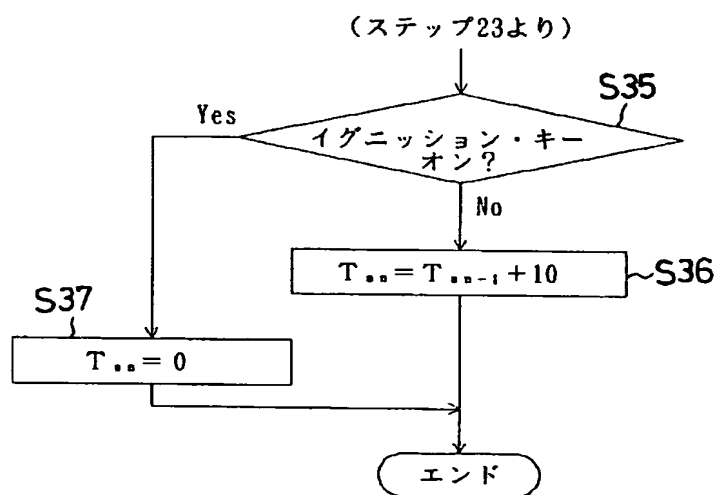 (ステップ23より)
S35
Yes
イグニッション・キー
オン?
No
+10
S36
S37
= 0
エンド